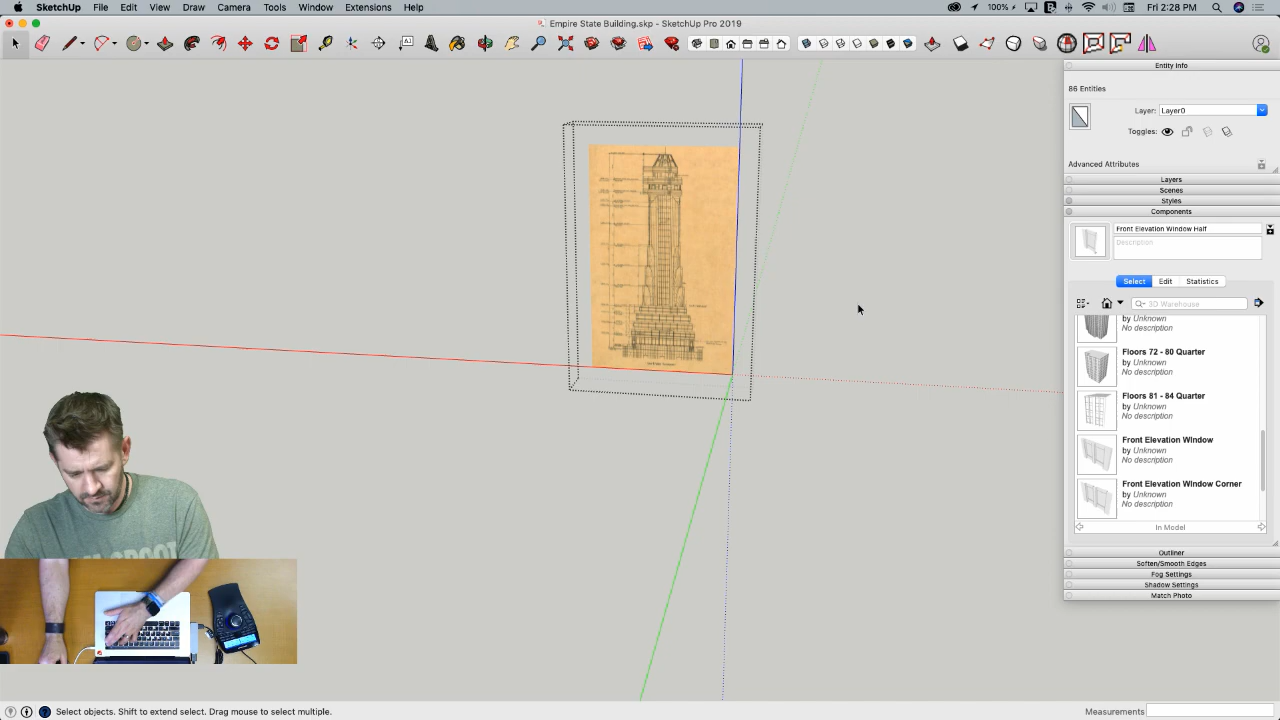 SketchUp File Edit View Draw Camera Tools Window Extensions Help
100% Fri 2:28 PM
Empire State Building.skp - SketchUp Pro 2019
Entity Info
86 Entities
Layer: Layer0
Toggles:
Advanced Attributes
Layers
Scenes
Styles
Components
Front Elevation Window Half
Description
Select Edit Statistics
3D Warehouse
by Unknown
No description
Floors 72 - 80 Quarter
by Unknown
No description
Floors 81 - 84 Quarter
by Unknown
No description
Front Elevation Window
by Unknown
No description
Front Elevation Window Corner
by Unknown
No description
In Model
Outliner
Soften/Smooth Edges
Fog Settings
Shadow Settings
Match Photo
Select objects. Shift to extend select. Drag mouse to select multiple.
Measurements